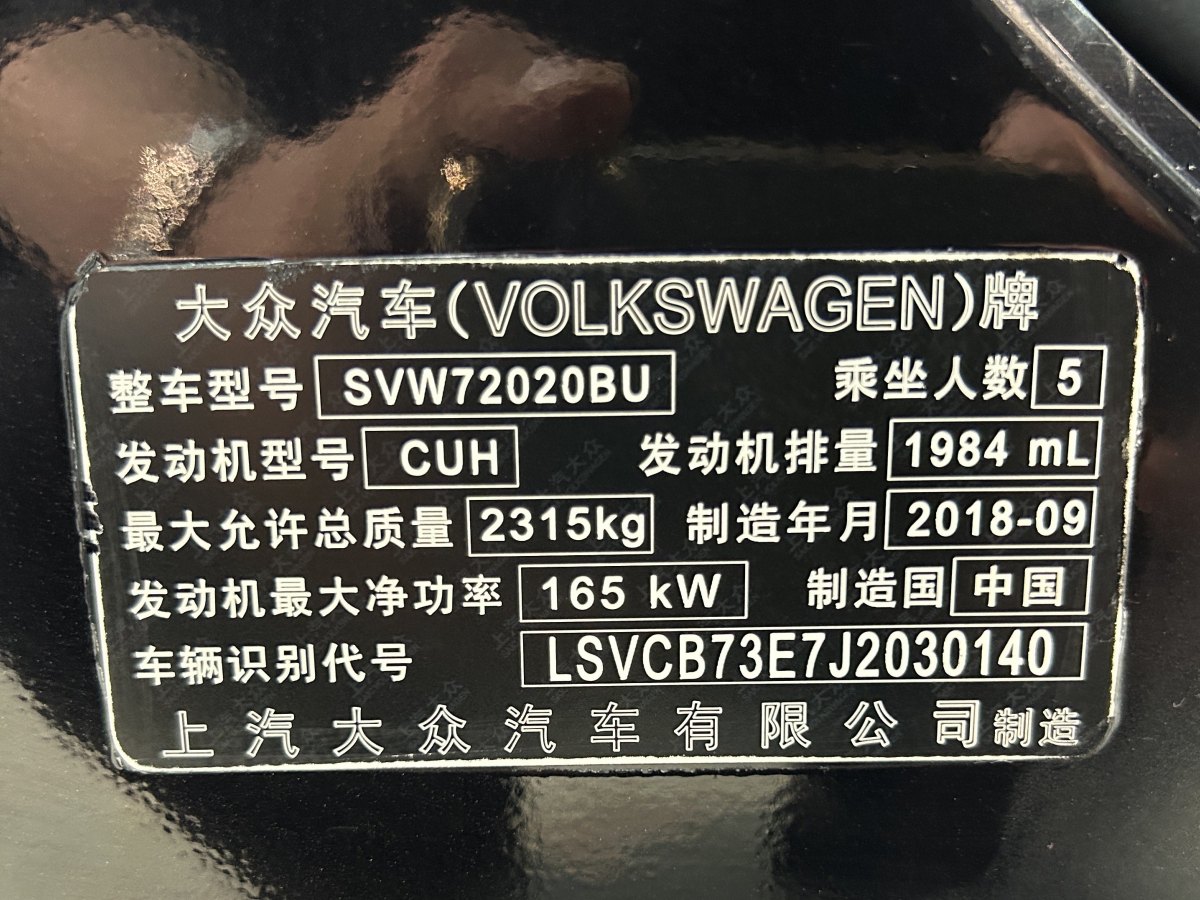 大众汽车(VOLKSWAGEN)牌
整车型号 SVW72020BU 乘坐人数 5
发动机型号 CUH 发动机排量 1984 mL
最大允许总质量 2315kg 制造年月 2018-09
发动机最大净功率 165 kW 制造国 中国
车辆识别代号 LSVCB73E7J2030140
上汽大众汽车有限公司制造